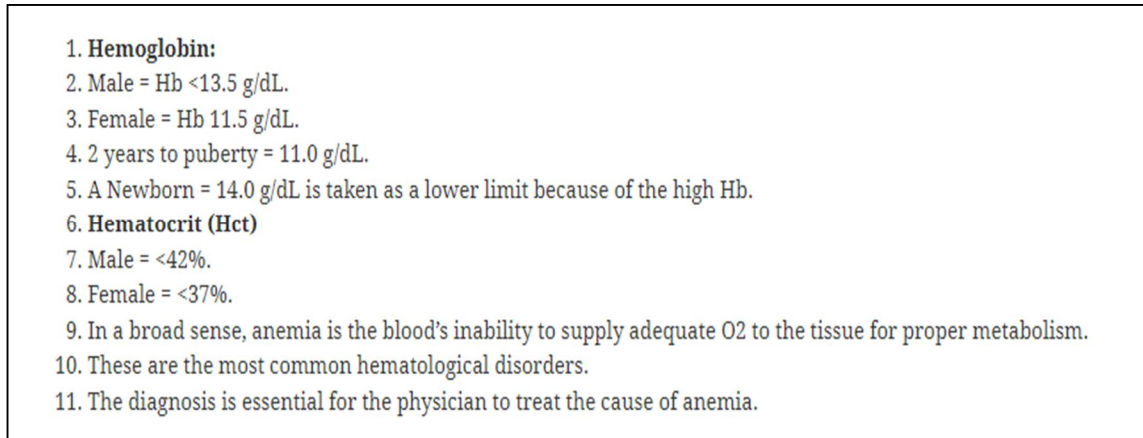 1. Hemoglobin:
2. Male = Hb <13.5 g/dL.
3. Female = Hb 11.5 g/dL.
4. 2 years to puberty = 11.0 g/dL.
5. A Newborn = 14.0 g/dL is taken as a lower limit because of the high Hb.
6. Hematocrit (Hct)
7. Male = <42%.
8. Female = <37%.
9. In a broad sense, anemia is the blood’s inability to supply adequate O2 to the tissue for proper metabolism.
10. These are the most common hematological disorders.
11. The diagnosis is essential for the physician to treat the cause of anemia.